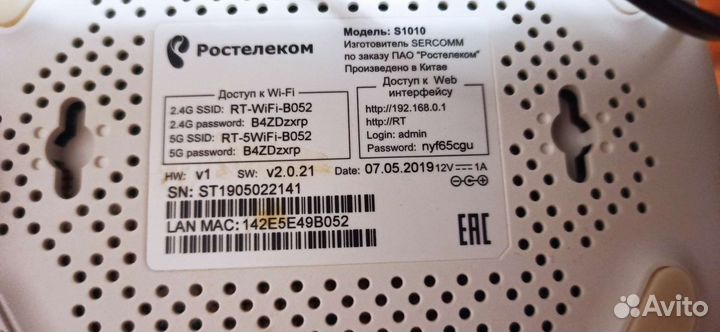 Ростелеком
Модель: S1010
Изготовитель SERCOMM
по заказу ПАО "Ростелеком"
Произведено в Китае
Доступ к Wi-Fi
2.4G SSID: RT-WiFi-B052
2.4G password: B4ZDzxrp
5G SSID: RT-5WiFi-B052
5G password: B4ZDzxrp
Доступ к Web
интерфейсу
http://192.168.0.1
http://RT
Login: admin
Password: nyf65cgu
HW: v1 SW: v2.0.21 Date: 07.05.2019 12V 1A
SN: ST1905022141
LAN MAC:142E5E49B052
EAC
Avito